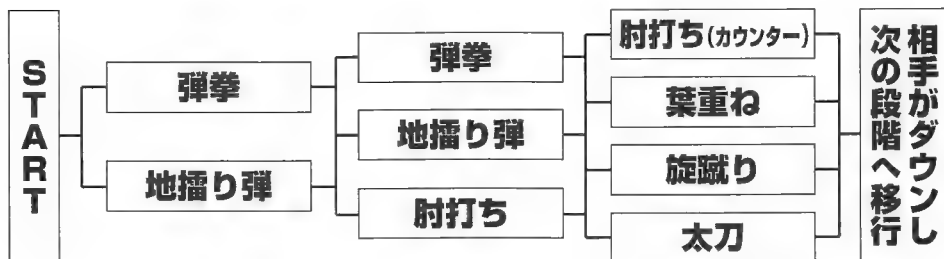 START
弾拳
地擂り弾
弾拳
地擂り弾
肘打ち
肘打ち(カウンター)
葉重ね
旋蹴り
太刀
相手がダウンし
次の段階へ移行